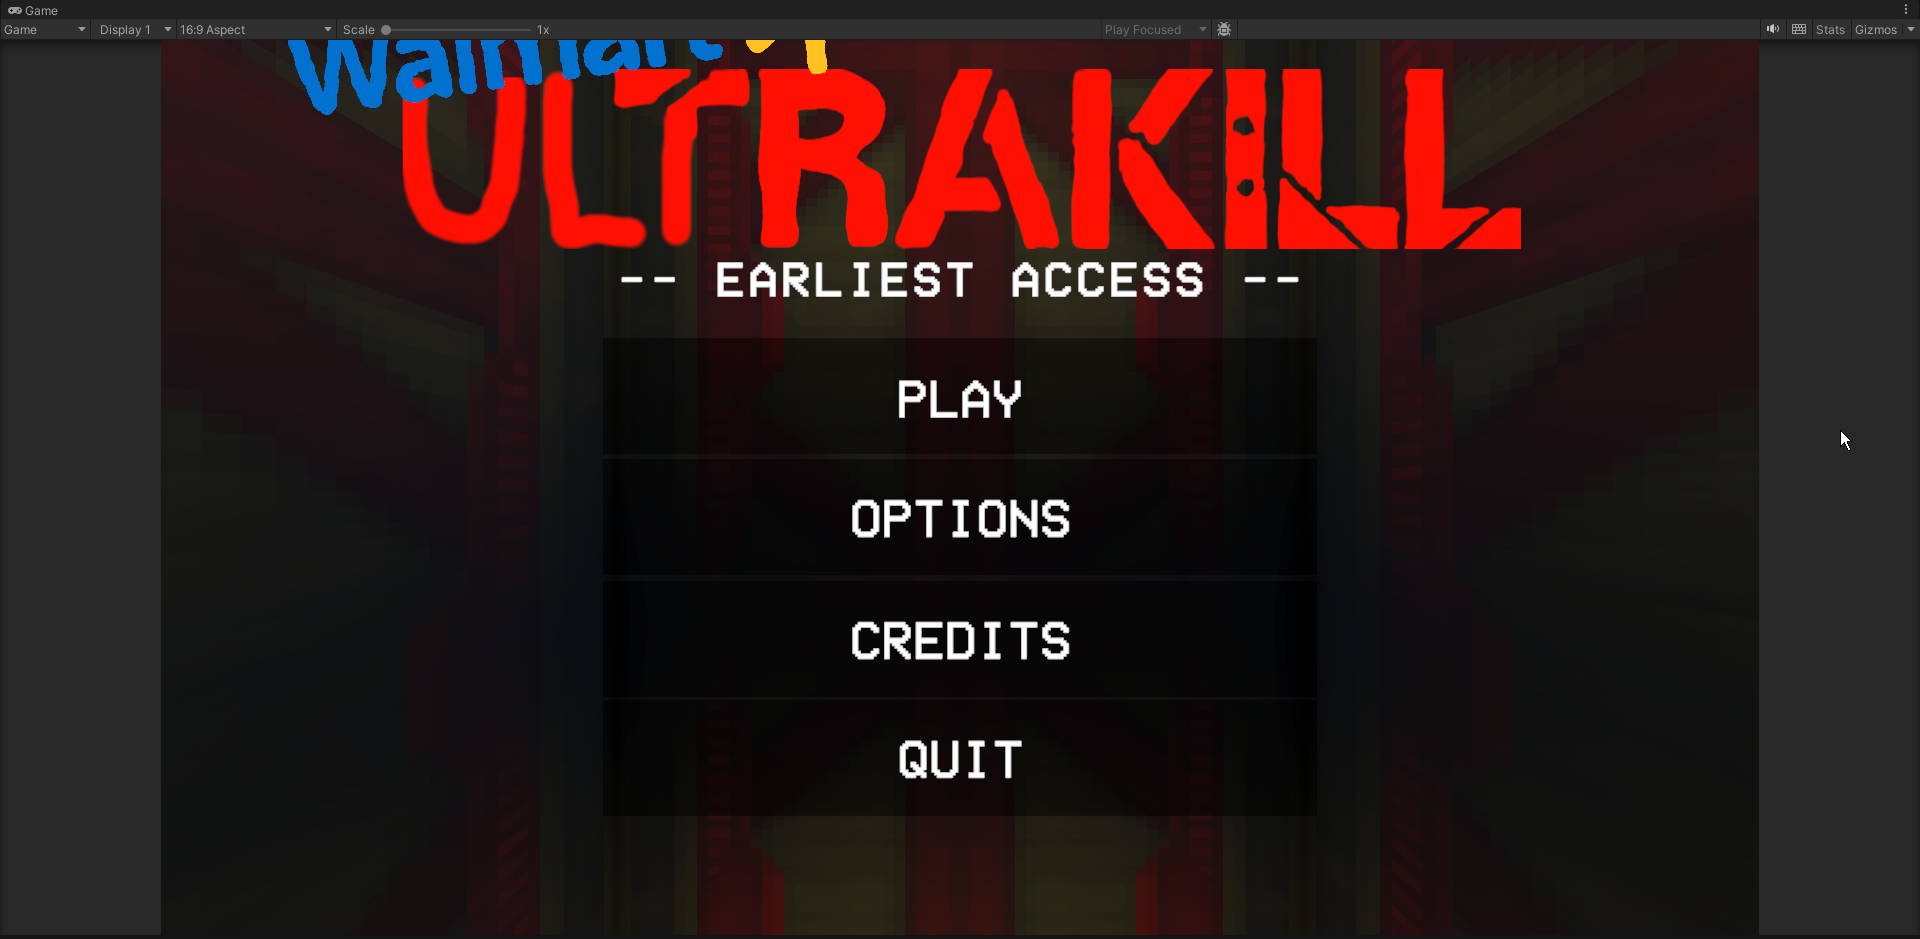 Game
Game Display 1 16:9 Aspect Scale 1x Play Focused Stats Gizmos
Walmart
ULTRAKILL
-- EARLIEST ACCESS --
PLAY
OPTIONS
CREDITS
QUIT